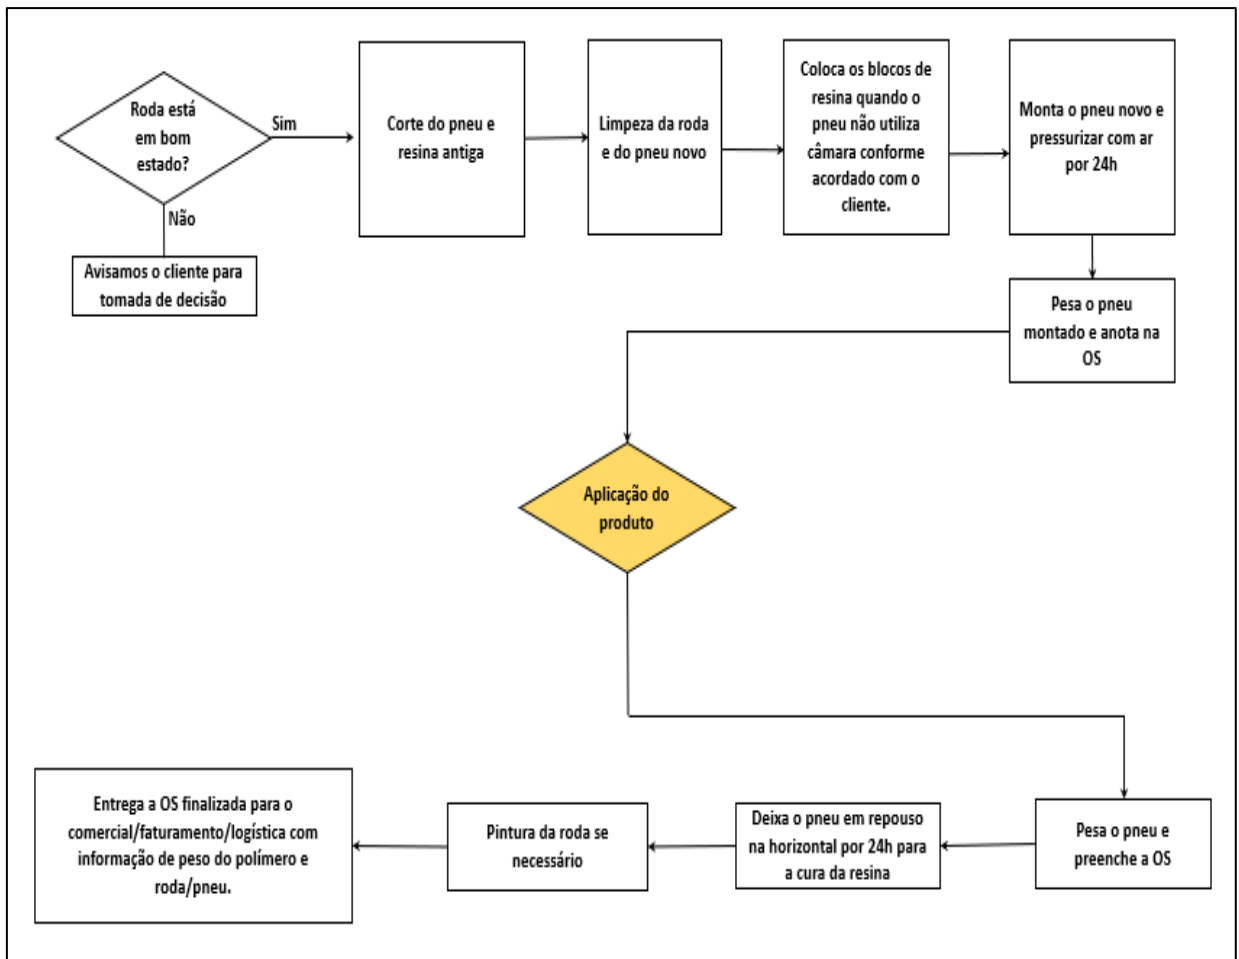 Roda está
em bom
estado?
Sim
Não
Avisamos o cliente para
tomada de decisão
Corte do pneu e
resina antiga
Limpeza da roda
e do pneu novo
Coloca os blocos de
resina quando o
pneu não utiliza
câmara conforme
acordado com o
cliente.
Monta o pneu novo e
pressurizar com ar
por 24h
Pesa o pneu
montado e anota na
OS
Aplicação do
produto
Pesa o pneu e
preenche a OS
Deixa o pneu em repouso
na horizontal por 24h para
a cura da resina
Pintura da roda se
necessário
Entrega a OS finalizada para o
comercial/faturamento/logística com
informação de peso do polímero e
roda/pneu.